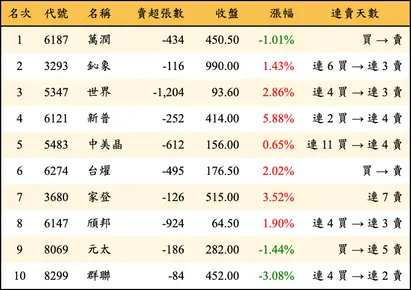 名次 代號 名稱 賣超張數 收盤 漲幅 連賣天數
1 6187 萬潤 -434 450.50 -1.01% 買→賣
2 3293 鈊象 -116 990.00 1.43% 連 6 買→連 3 賣
3 5347 世界 -1,204 93.60 2.86% 連 4 買→連 3 賣
4 6121 新普 -252 414.00 5.88% 連 2 買→連 4 賣
5 5483 中美晶 -612 156.00 0.65% 連 11 買→連 4 賣
6 6274 台燿 -495 176.50 2.02% 買→賣
7 3680 家登 -126 515.00 3.52% 連 7 賣
8 6147 頎邦 -924 64.50 1.90% 連 4 買→連 3 賣
9 8069 元太 -186 282.00 -1.44% 買→連 5 賣
10 8299 群聯 -84 452.00 -3.08% 連 4 買→連 2 賣